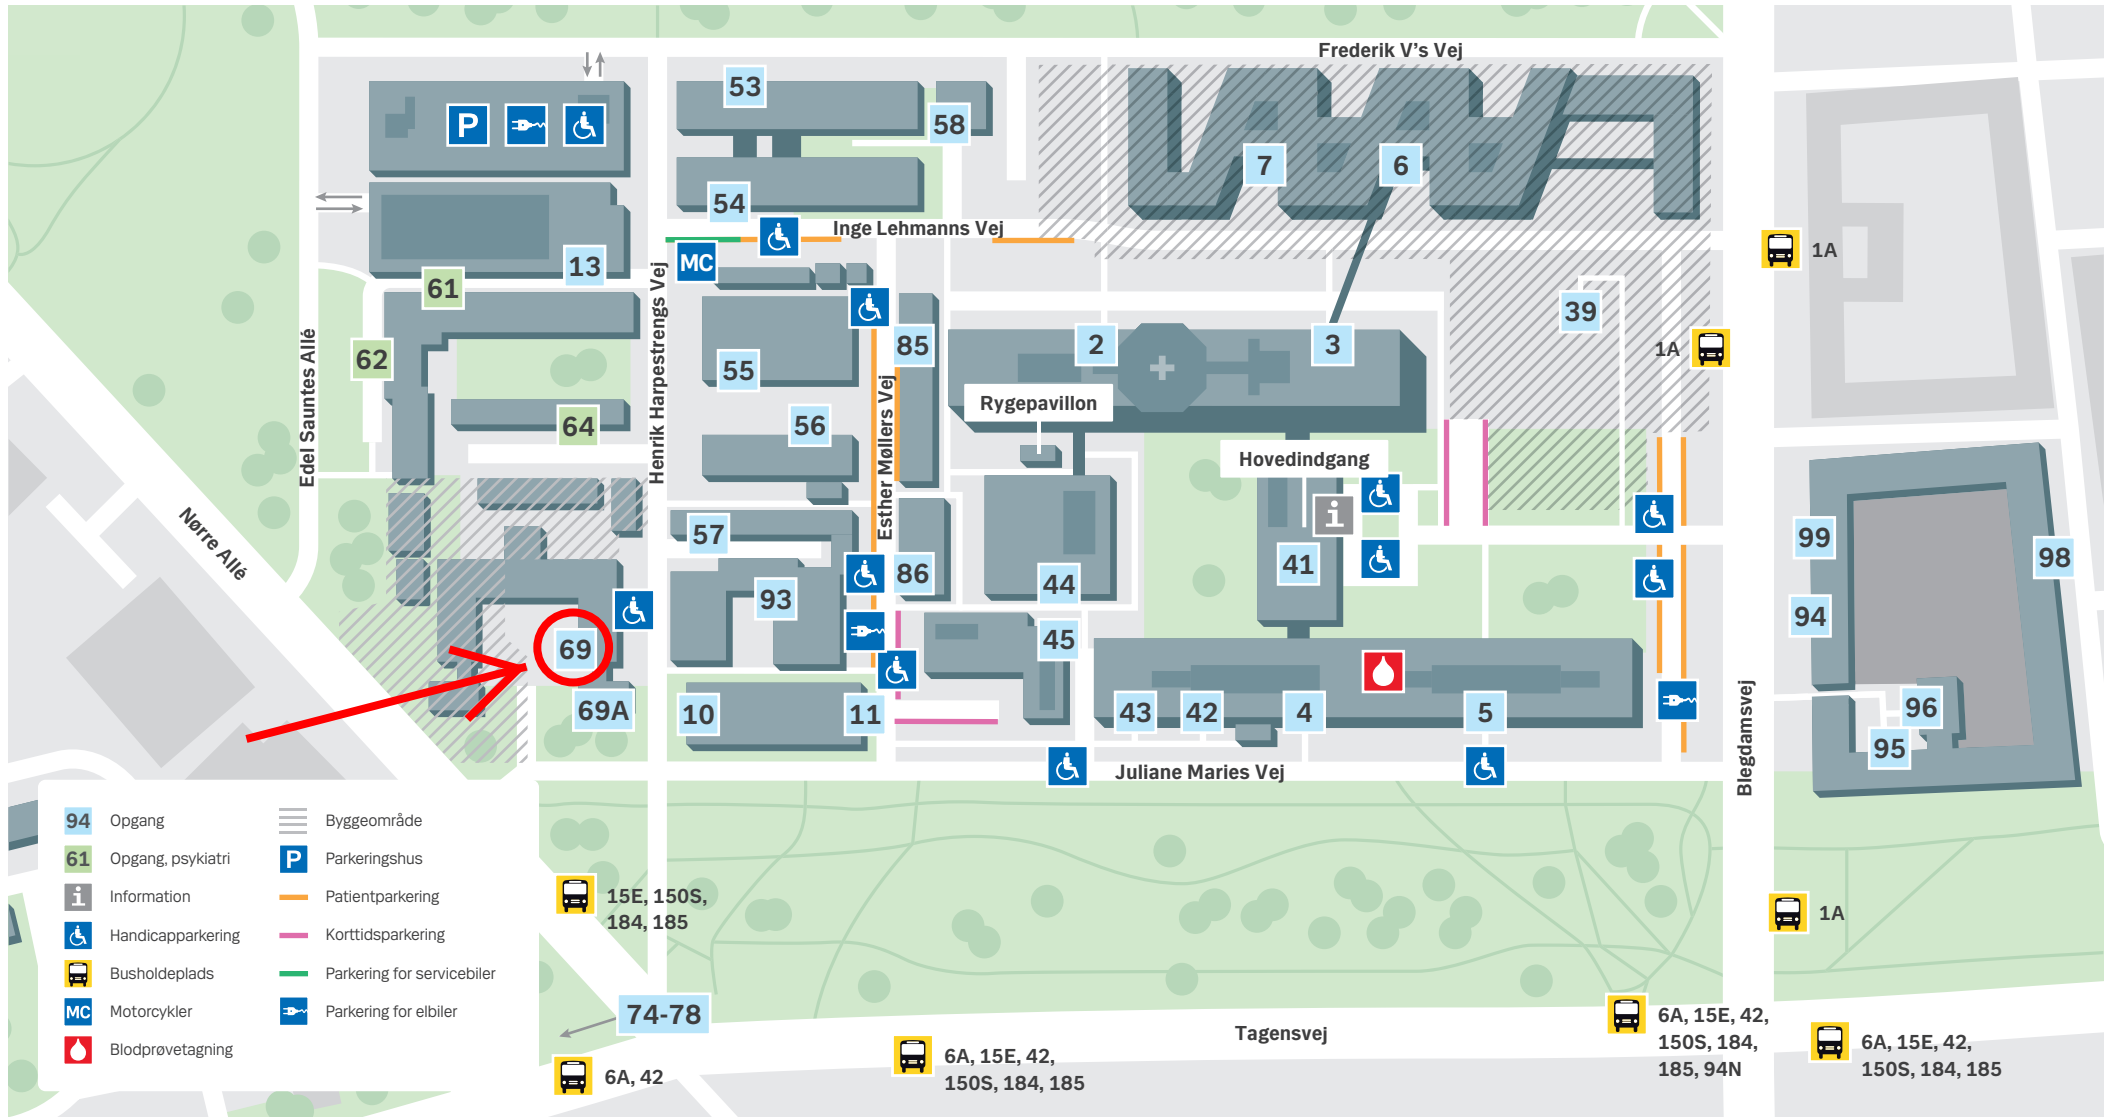 Frederik V's Vej
53
P
58
7
6
54
Inge Lehmanns Vej
MC
13
1A
61
39
Henrik Harpestrengs Vej
Edel Sauntes Allé
62
55
85
2
3
1A
Rygepavillon
64
56
Esther Møllers Vej
Hovedindgang
Nørre Allé
57
i
99
98
41
86
44
93
94
69
45
69A
10
11
43
42
4
5
96
95
Juliane Maries Vej
Blegdamsvej
94 Opgang
61 Opgang, psykiatri
i Information
Handicapparkering
Busholdeplads
MC Motorcykler
Blodprøvetagning
Byggeområde
P Parkeringshus
Patientparkering
Korttidsparkering
Parkering for servicebiler
Parkering for elbiler
15E, 150S,
184, 185
1A
74-78
Tagensvej
6A, 42
6A, 15E, 42,
150S, 184, 185
6A, 15E, 42,
150S, 184,
185, 94N
6A, 15E, 42,
150S, 184, 185